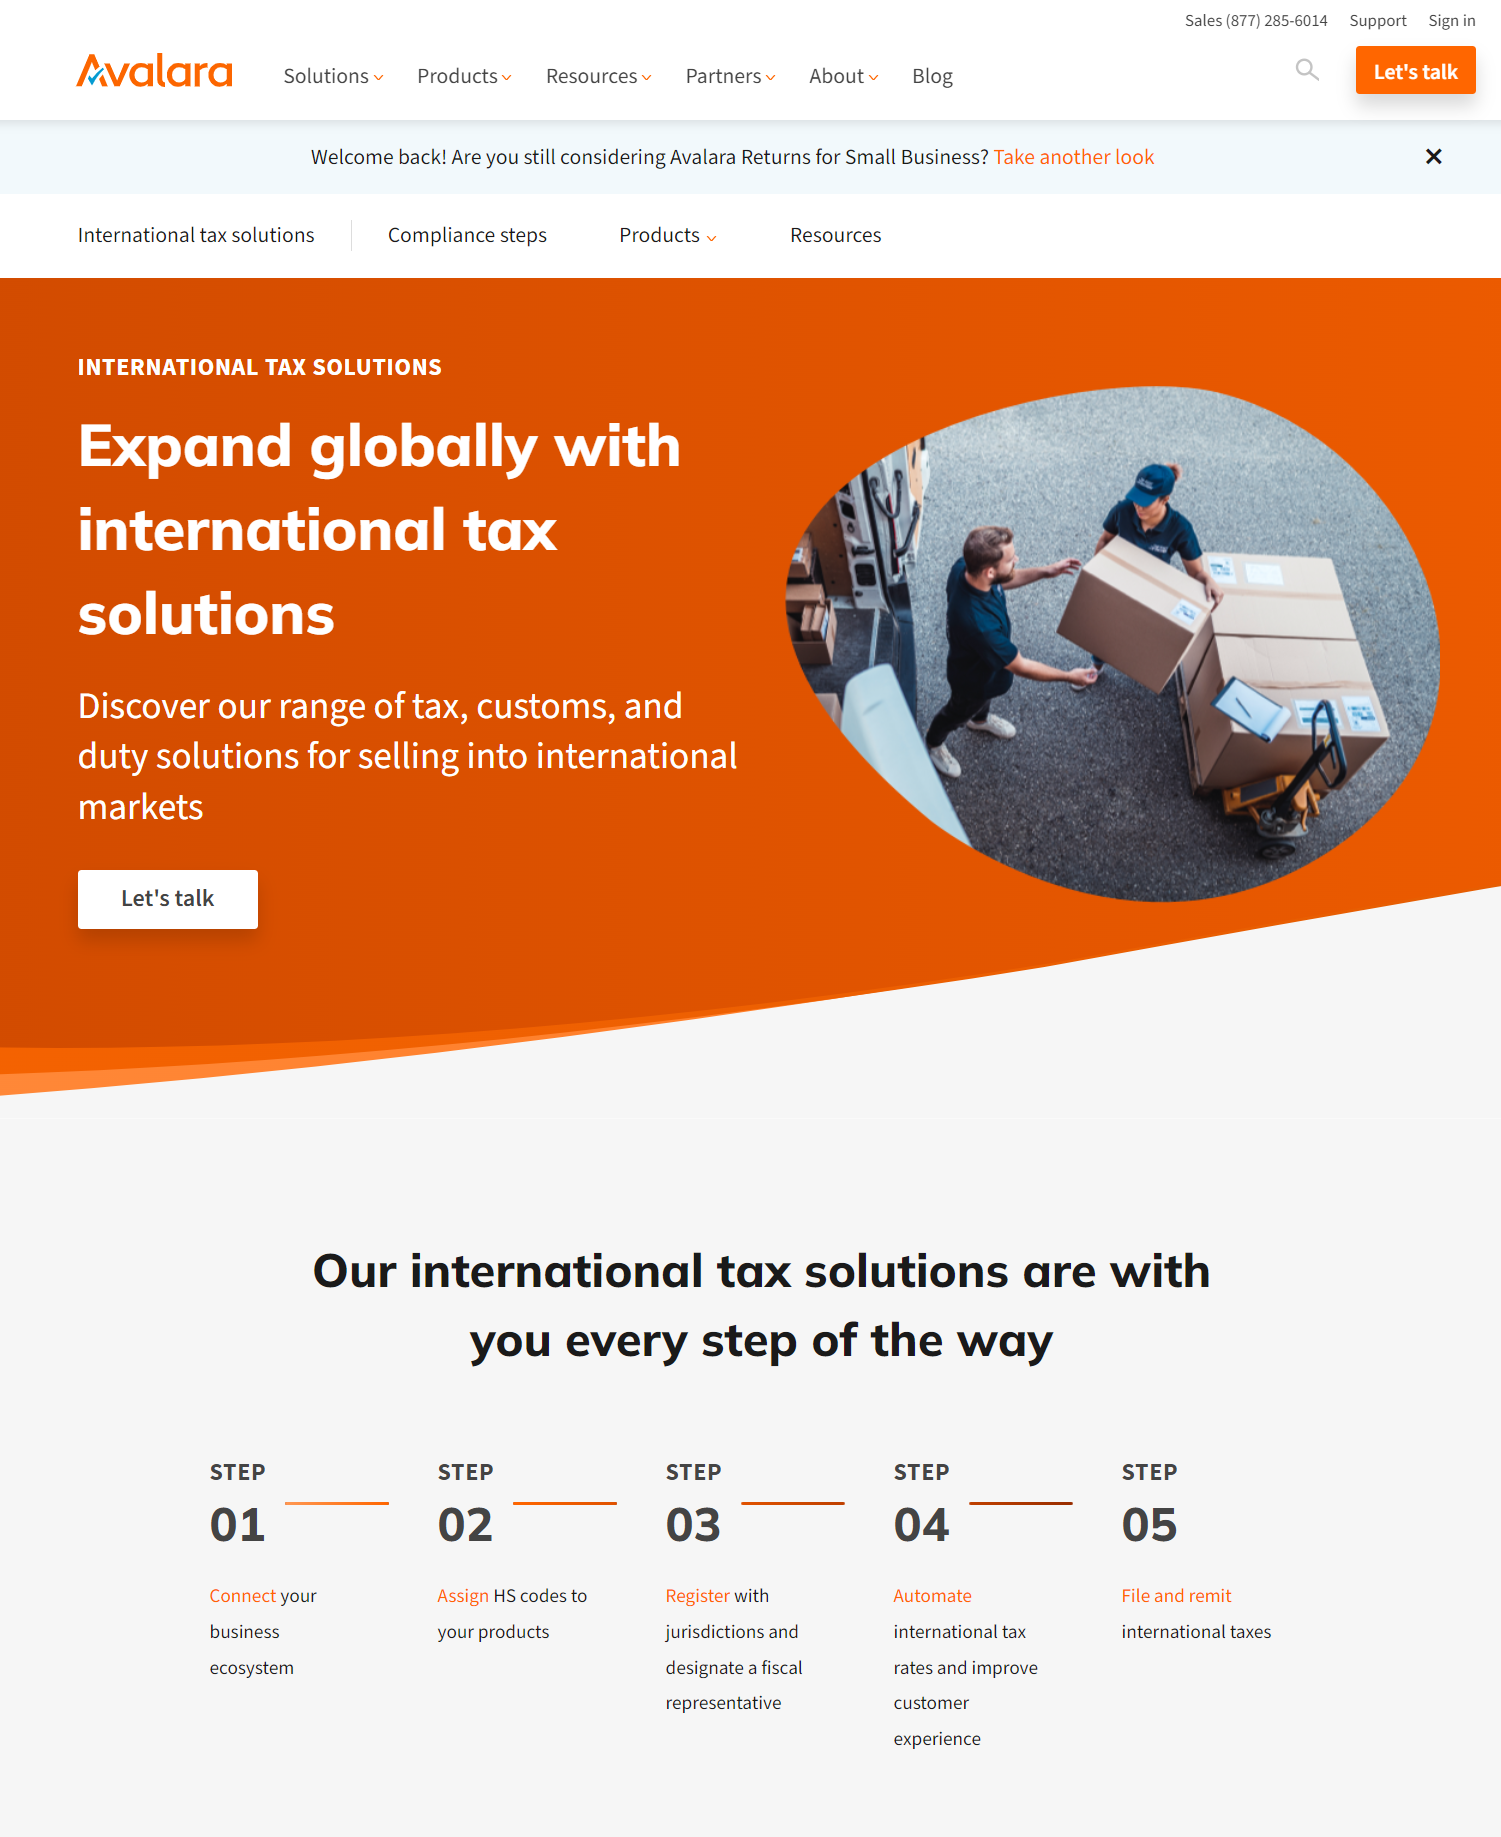 Sales (877) 285-6014 Support Sign in
Avalara Solutions Products Resources Partners About Blog Let's talk
Welcome back! Are you still considering Avalara Returns for Small Business? Take another look
International tax solutions Compliance steps Products Resources
INTERNATIONAL TAX SOLUTIONS
Expand globally with
international tax
solutions
Discover our range of tax, customs, and
duty solutions for selling into international
markets
Let's talk
Our international tax solutions are with
you every step of the way
STEP
01
Connect your
business
ecosystem
STEP
02
Assign HS codes to
your products
STEP
03
Register with
jurisdictions and
designate a fiscal
representative
STEP
04
Automate
international tax
rates and improve
customer
experience
STEP
05
File and remit
international taxes